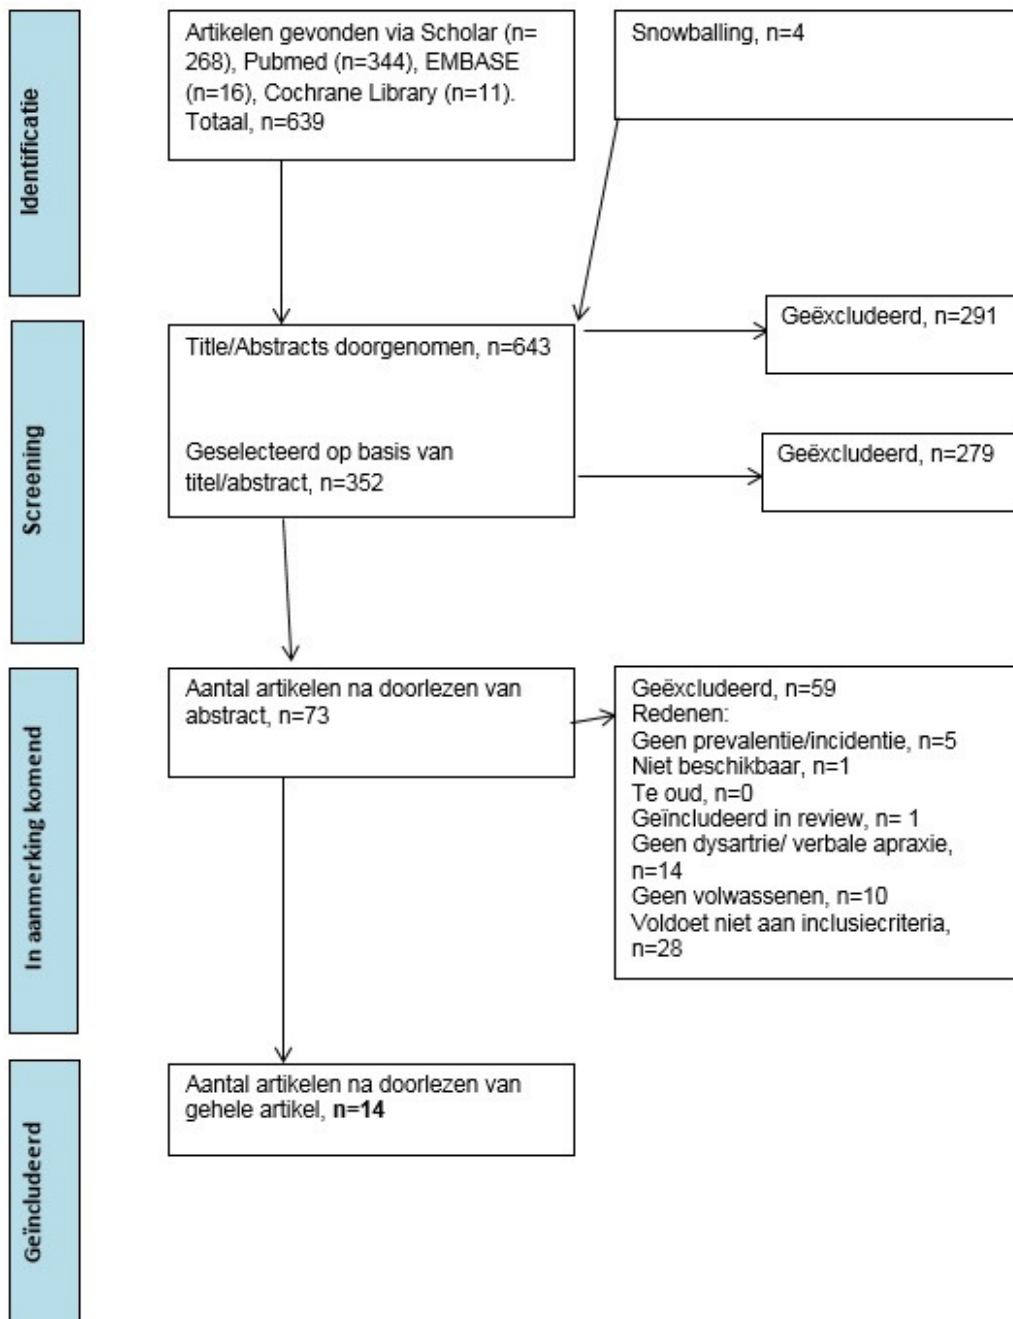 Identificatie
Artikelen gevonden via Scholar (n=
268), Pubmed (n=344), EMBASE
(n=16), Cochrane Library (n=11).
Totaal, n=639
Snowballing, n=4
Screening
Title/Abstracts doorgenomen, n=643
Geselecteerd op basis van
titel/abstract, n=352
Geëxcludeerd, n=291
Geëxcludeerd, n=279
In aanmerking komend
Aantal artikelen na doorlezen van
abstract, n=73
Geëxcludeerd, n=59
Redenen:
Geen prevalentie/incidentie, n=5
Niet beschikbaar, n=1
Te oud, n=0
Geïncludeerd in review, n= 1
Geen dysartrie/ verbale apraxie,
n=14
Geen volwassenen, n=10
Voldoet niet aan inclusiecriteria,
n=28
Geïncludeerd
Aantal artikelen na doorlezen van
gehele artikel, n=14